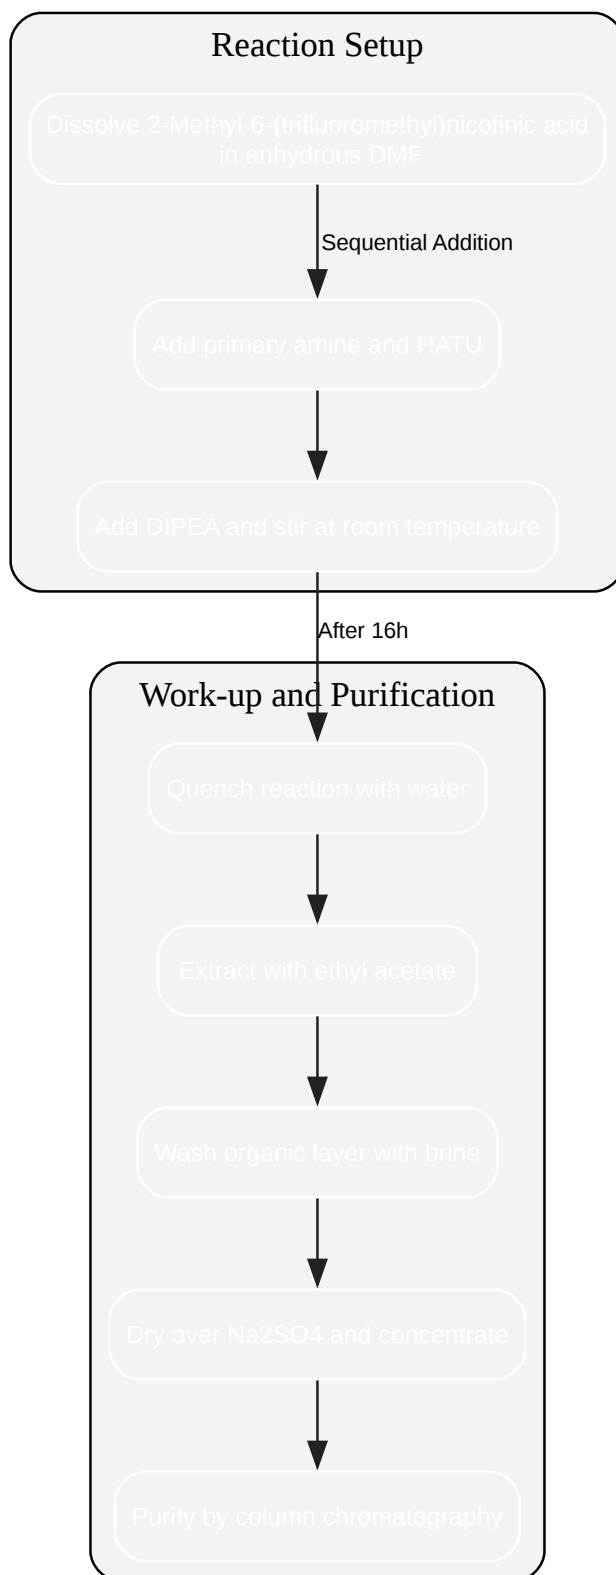 Reaction Setup
Dissolve 2-Methyl-6-(trifluoromethyl)nicotinic acid
in anhydrous DMF
Sequential Addition
Add primary amine and HATU
Add DIPEA and stir at room temperature
After 16h
Work-up and Purification
Quench reaction with water
Extract with ethyl acetate
Wash organic layer with brine
Dry over Na2SO4 and concentrate
Purify by column chromatography